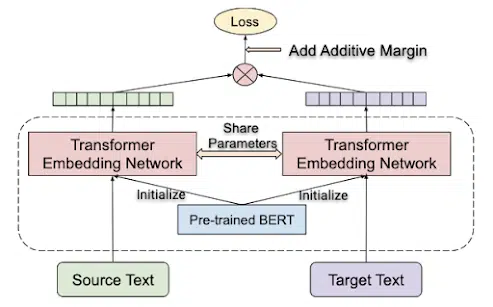 Loss
Add Additive Margin
Transformer
Embedding Network
Share
Parameters
Transformer
Embedding Network
Initialize
Initialize
Pre-trained BERT
Source Text
Target Text